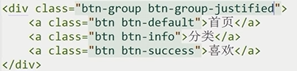 <div class="btn-group btn-group-justified">
<a class="btn btn-default">首页</a>
<a class="btn btn-info">分类</a>
<a class="btn btn-success">喜欢</a>
</div>